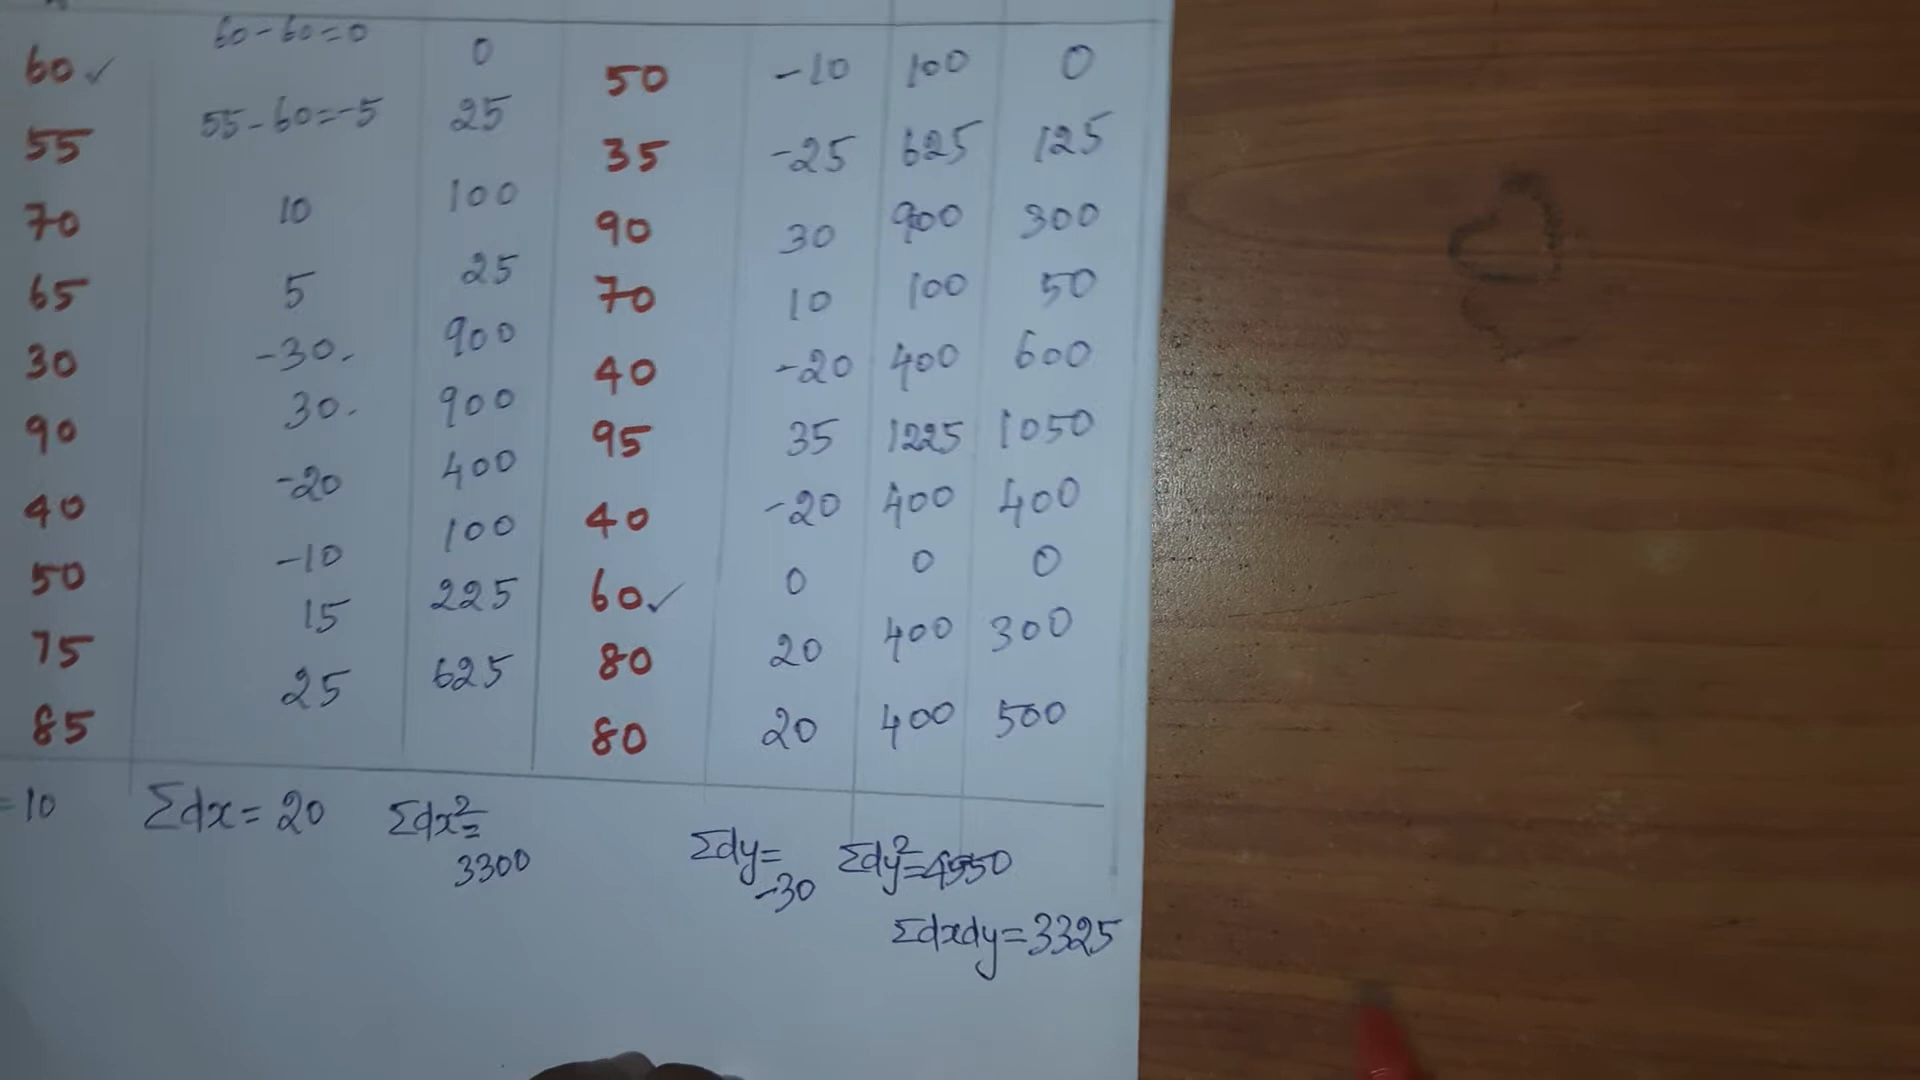 60✓ 60-60=0 0 50 -10 100 0
55 55-60=-5 25 35 -25 625 125
70 10 100 90 30 900 300
65 5 25 70 10 100 50
30 -30. 900 40 -20 400 600
90 30. 900 95 35 1225 1050
40 -20 400 40 -20 400 400
50 -10 100 60✓ 0 0 0
75 15 225 80 20 400 300
85 25 625 80 20 400 500
=10 Σdx=20 Σdx²= Σdy= Σdy²=4550
3300 -30
Σdxdy=3325